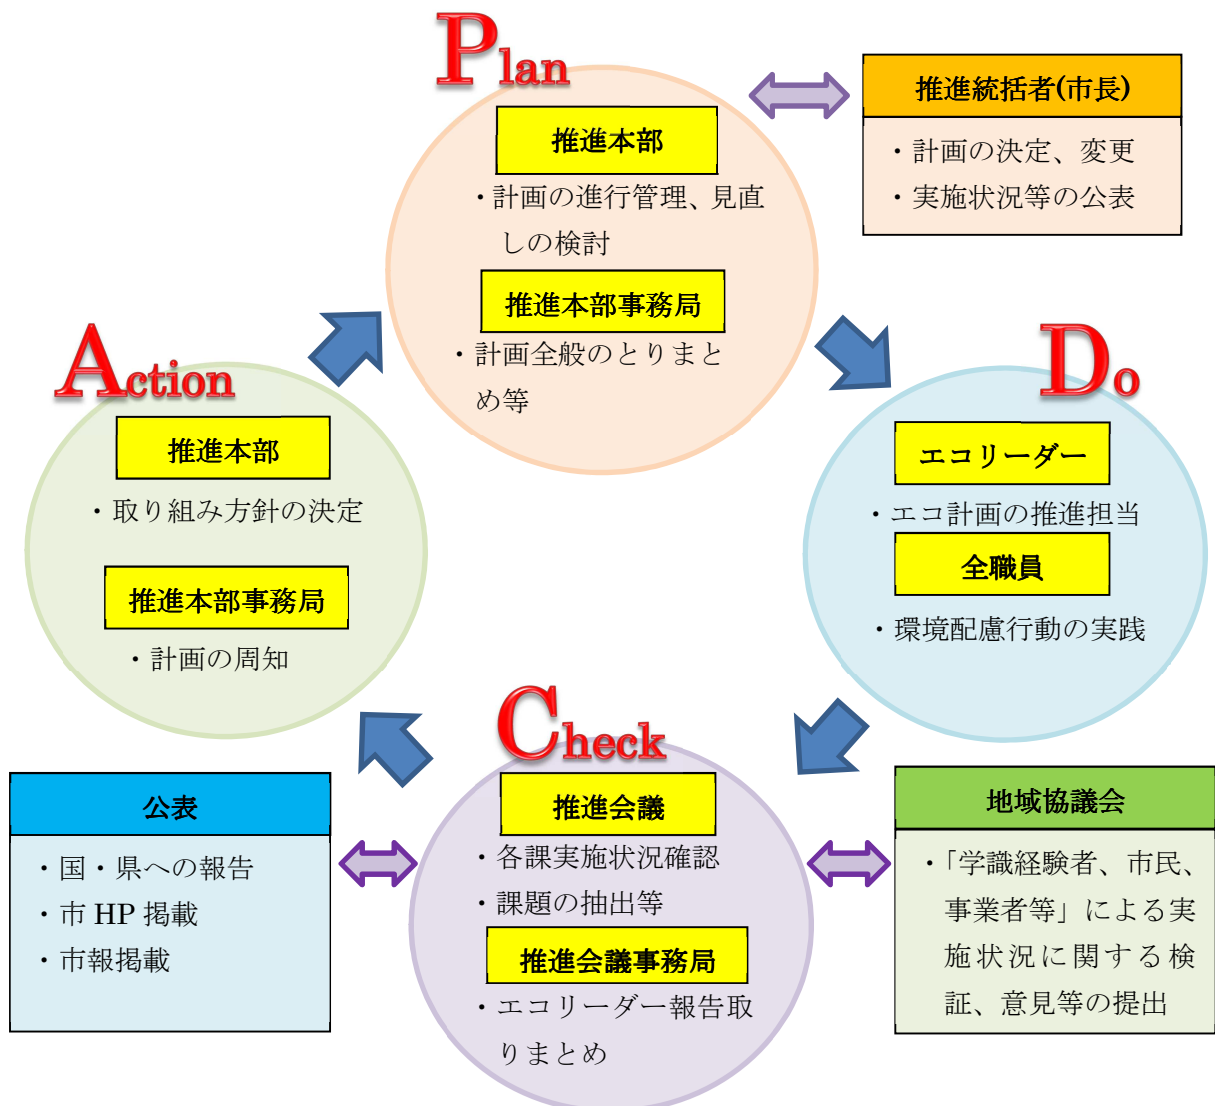 Plan
推進本部
・計画の進行管理、見直
しの検討
推進本部事務局
・計画全般のとりまと
め等
推進統括者(市長)
・計画の決定、変更
・実施状況等の公表
Do
エコリーダー
・エコ計画の推進担当
全職員
・環境配慮行動の実践
Check
推進会議
・各課実施状況確認
・課題の抽出等
推進会議事務局
・エコリーダー報告取
りまとめ
地域協議会
・「学識経験者、市民、
事業者等」による実
施状況に関する検
証、意見等の提出
公表
・国・県への報告
・市 HP 掲載
・市報掲載
Action
推進本部
・取り組み方針の決定
推進本部事務局
・計画の周知